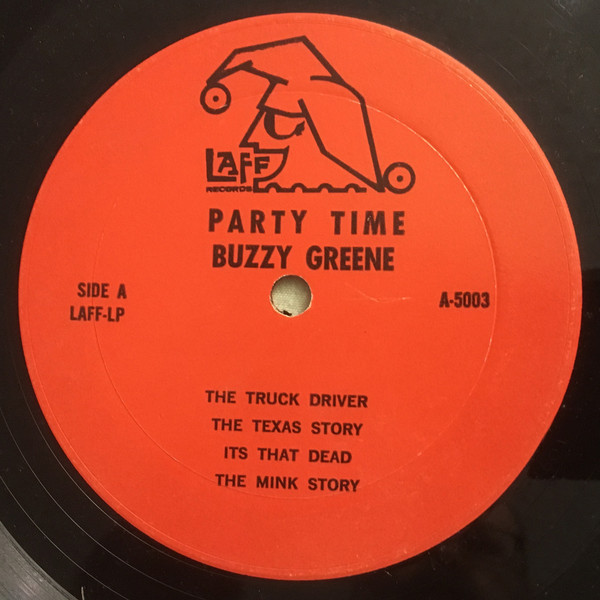 LAFF
RECORDS
PARTY TIME
BUZZY GREENE
SIDE A
LAFF-LP
A-5003
THE TRUCK DRIVER
THE TEXAS STORY
ITS THAT DEAD
THE MINK STORY